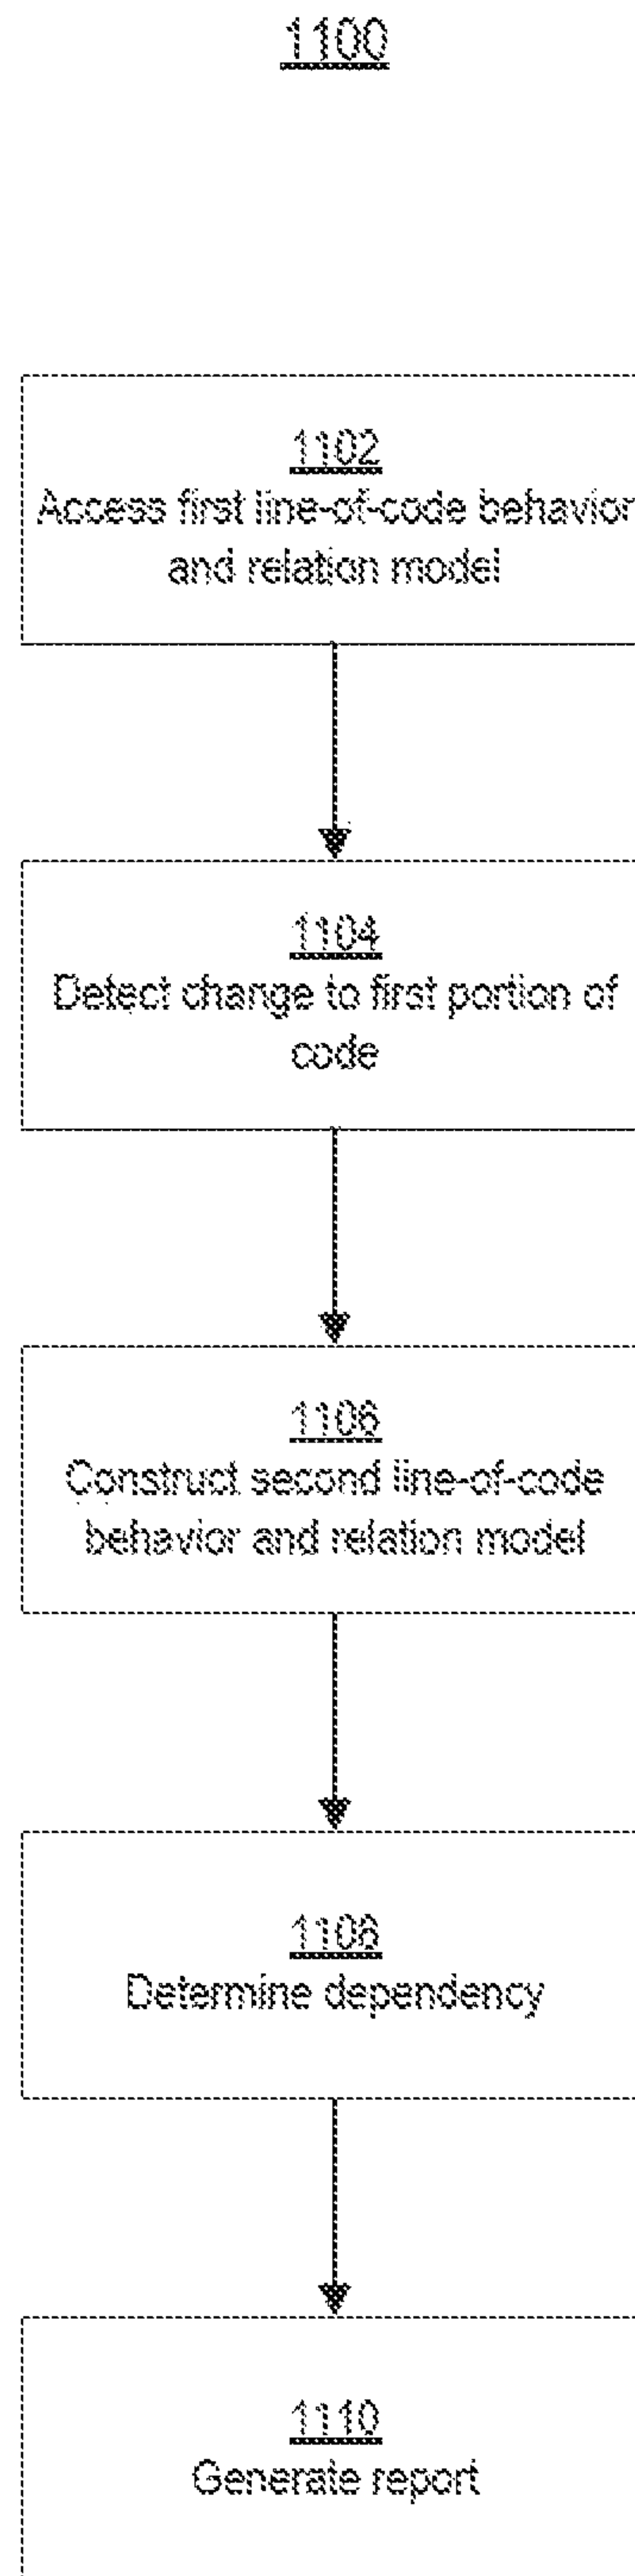 1100
1102
Access first line-of-code behavior
and relation model
1104
Detect change to first portion of
code
1106
Construct second line-of-code
behavior and relation model
1108
Determine dependency
1110
Generate report